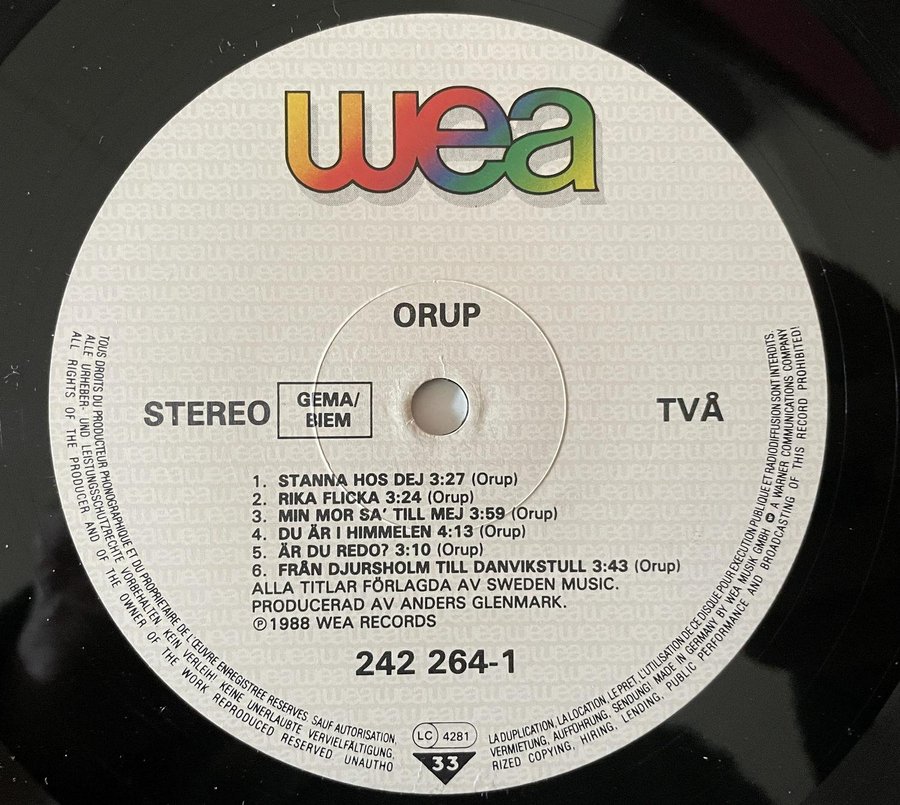 wea
ORUP
STEREO
GEMA/
BIEM
TVÅ
1. STANNA HOS DEJ 3:27 (Orup)
2. RIKA FLICKA 3:24 (Orup)
3. MIN MOR SA' TILL MEJ 3:59 (Orup)
4. DU ÄR I HIMMELEN 4:13 (Orup)
5. ÄR DU REDO? 3:10 (Orup)
6. FRÅN DJURSHOLM TILL DANVIKSTULL 3:43 (Orup)
ALLA TITLAR FÖRLAGDA AV SWEDEN MUSIC.
PRODUCERAD AV ANDERS GLENMARK.
Ⓟ1988 WEA RECORDS
242 264-1
LC 4281
33
TOUS DROITS DU PRODUCTEUR PHONOGRAPHIQUE ET DU PROPRIETAIRE DE L'ŒUVRE ENREGISTREE RESERVES. SAUF AUTORISATION,
LA DUPLICATION, LA LOCATION, LE PRET, L'UTILISATION DE CE DISQUE POUR EXECUTION PUBLIQUE ET RADIODIFFUSION SONT INTERDITS.
ALLE URHEBER- UND LEISTUNGSSCHUTZRECHTE VORBEHALTEN. KEIN VERLEIH! KEINE UNERLAUBTE VERVIELFÄLTIGUNG,
VERMIETUNG, AUFFÜHRUNG, SENDUNG! MADE IN GERMANY BY WEA MUSIK GMBH A WARNER COMMUNICATIONS COMPANY
ALL RIGHTS OF THE PRODUCER AND OF THE OWNER OF THE WORK REPRODUCED RESERVED UNAUTHO
RIZED COPYING, HIRING, LENDING, PUBLIC PERFORMANCE AND BROADCASTING OF THIS RECORD PROHIBITED!